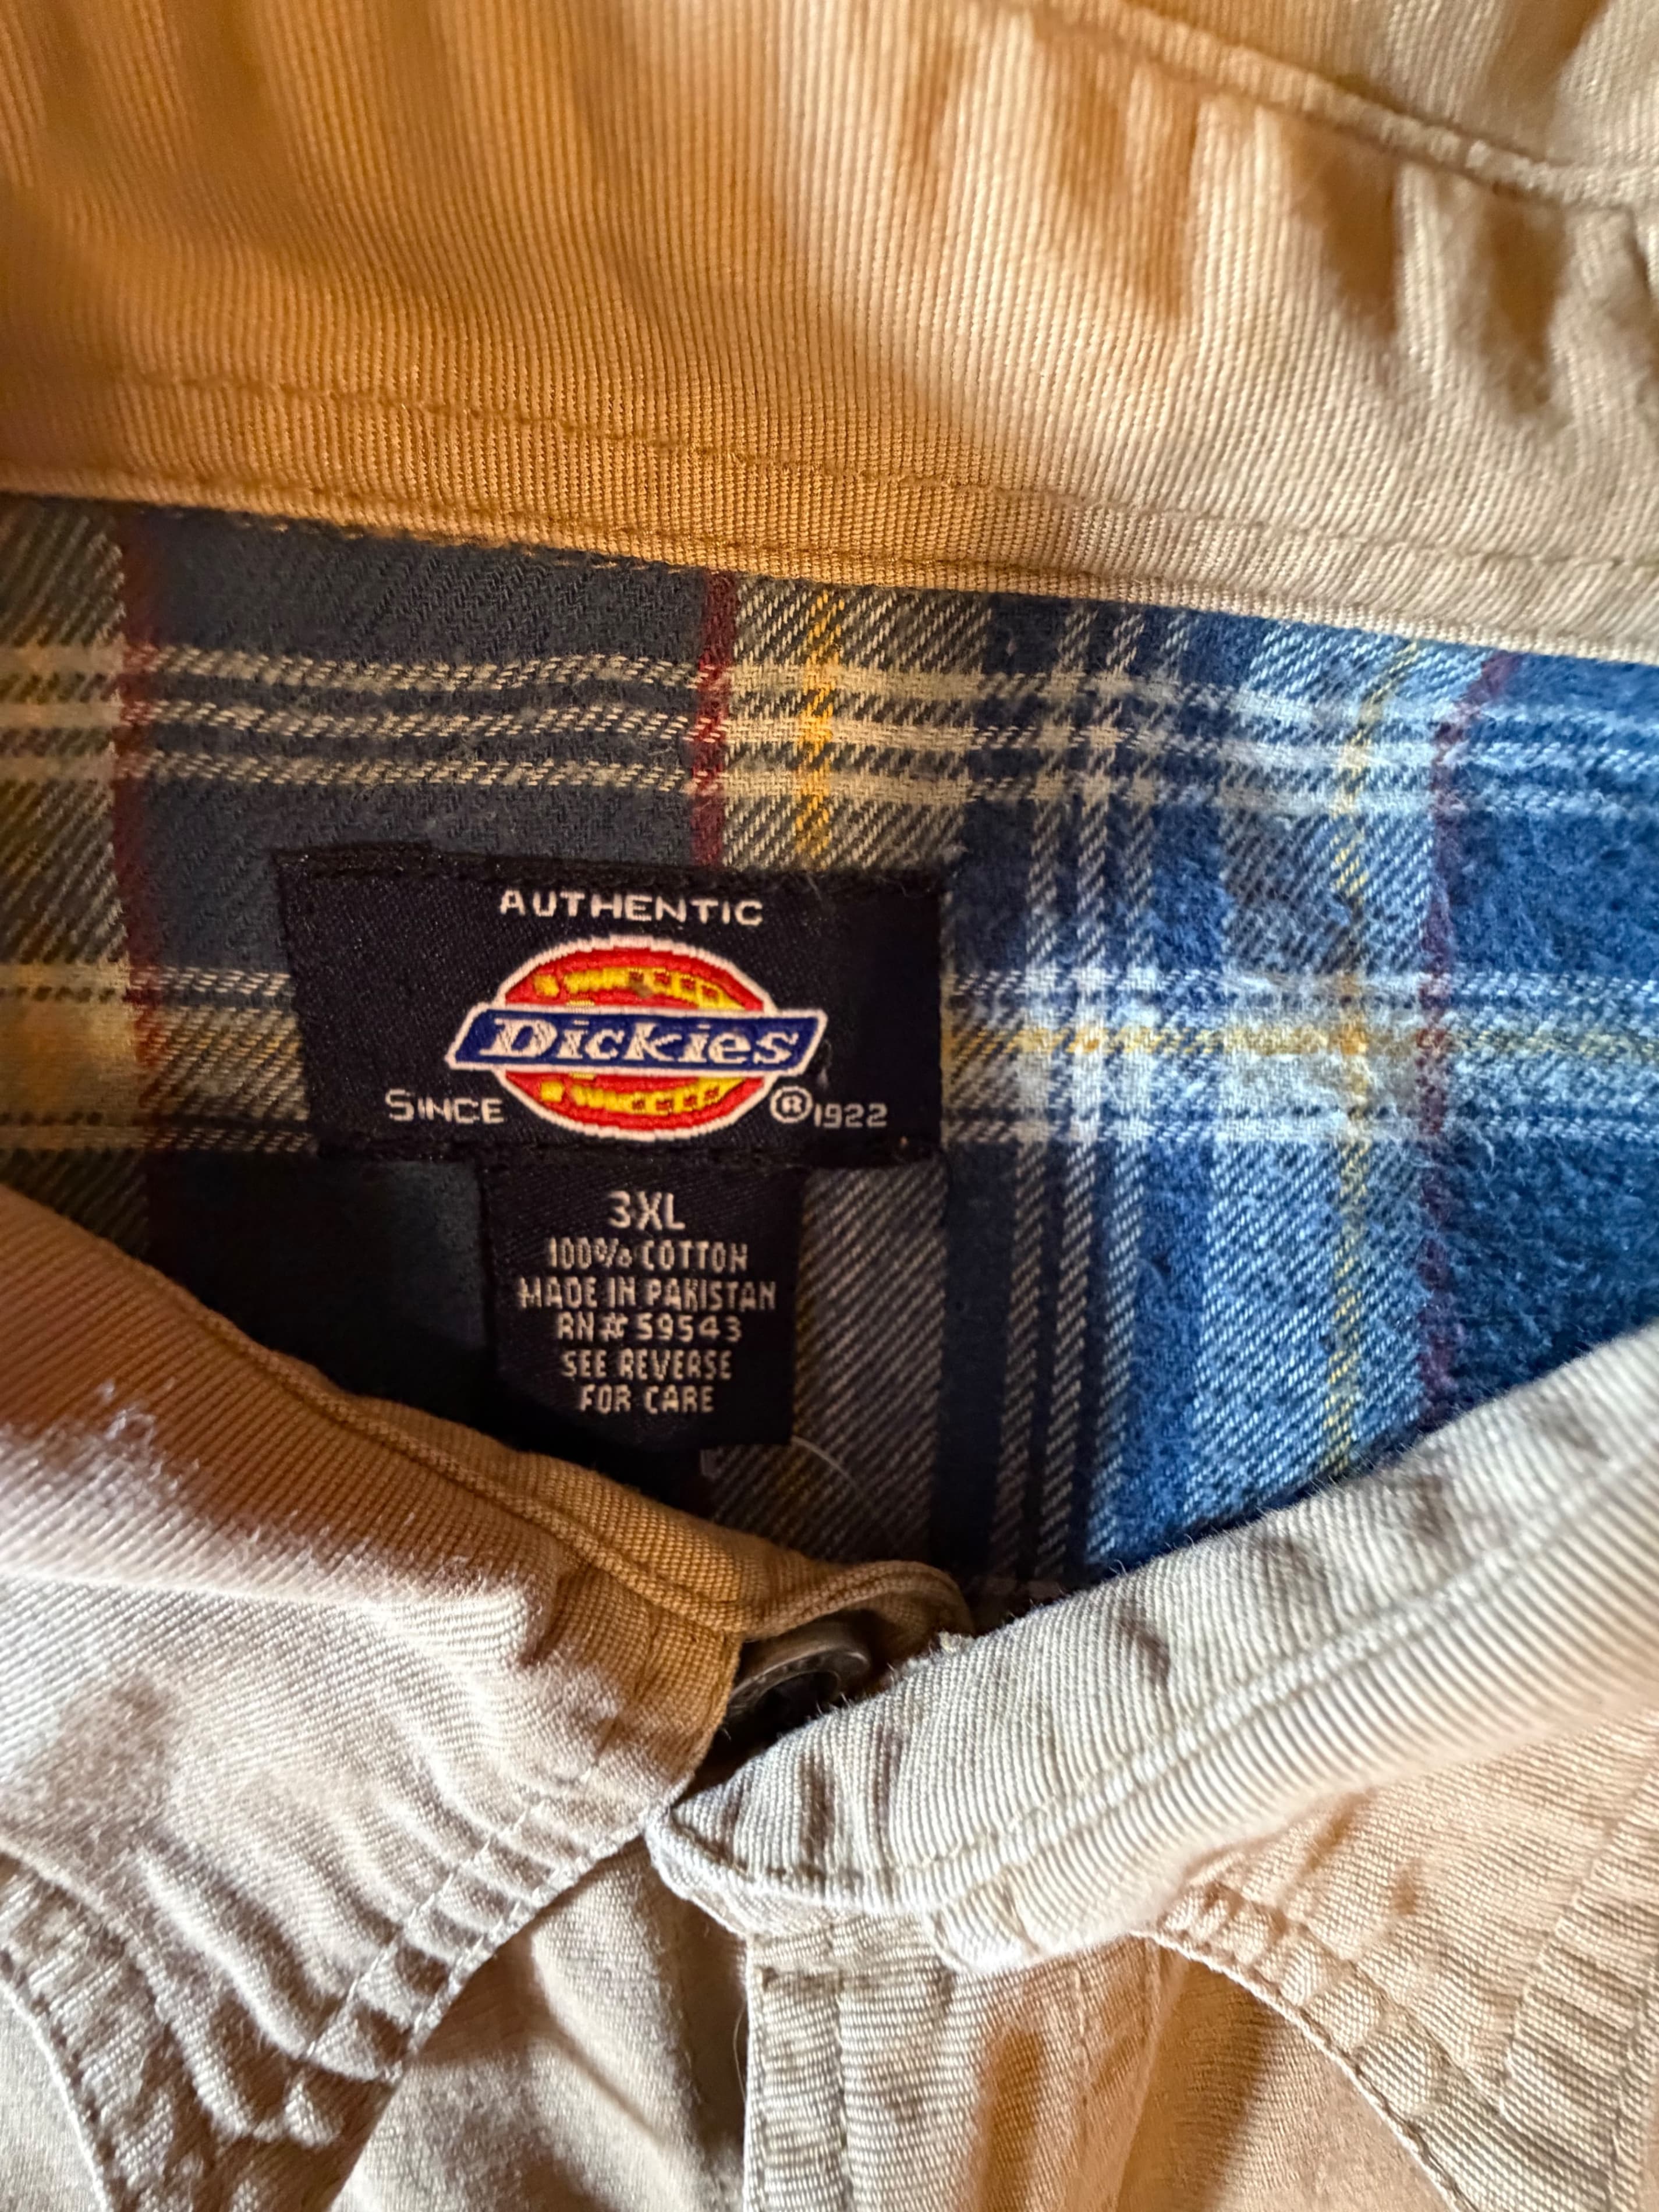 AUTHENTIC
Dickies
SINCE ® 1922
3XL
100% COTTON
MADE IN PAKISTAN
RN# 59543
SEE REVERSE
FOR CARE